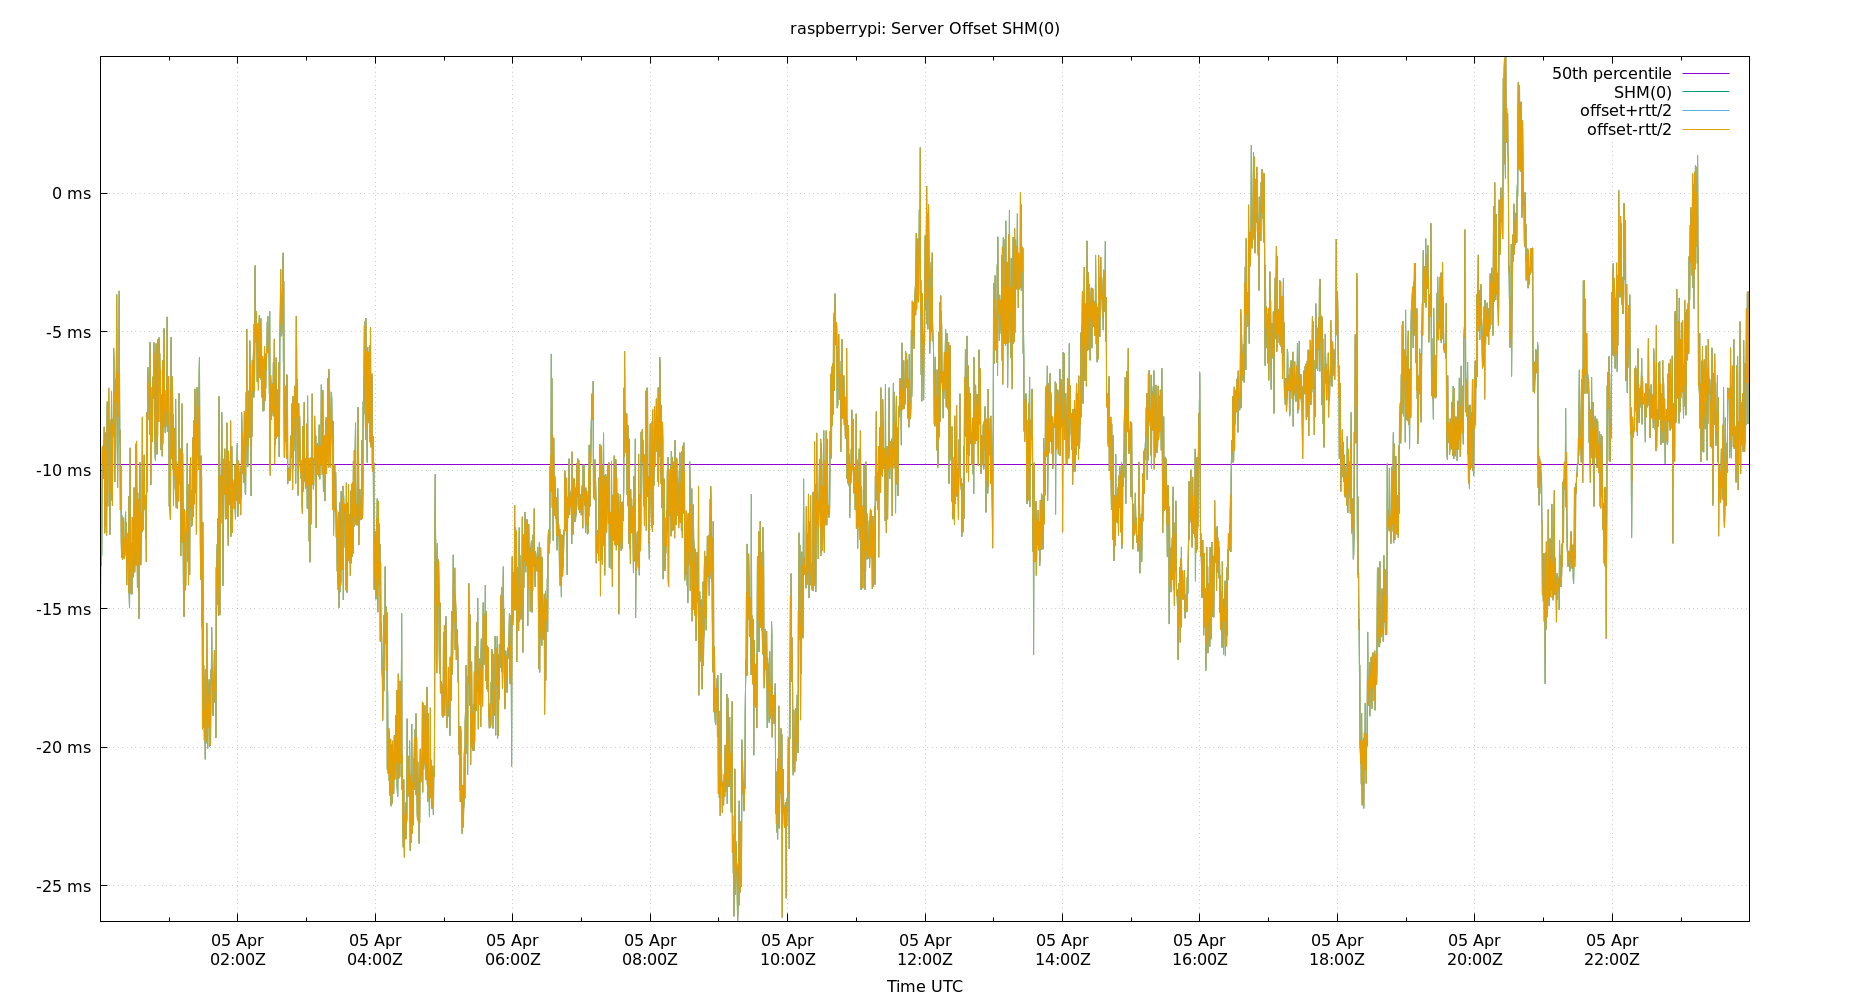 raspberrypi: Server Offset SHM(0)
50th percentile
SHM(0)
offset+rtt/2
offset-rtt/2
0 ms
-5 ms
-10 ms
-15 ms
-20 ms
-25 ms
05 Apr 05 Apr 05 Apr 05 Apr 05 Apr 05 Apr 05 Apr 05 Apr 05 Apr 05 Apr 05 Apr
02:00Z 04:00Z 06:00Z 08:00Z 10:00Z 12:00Z 14:00Z 16:00Z 18:00Z 20:00Z 22:00Z
Time UTC